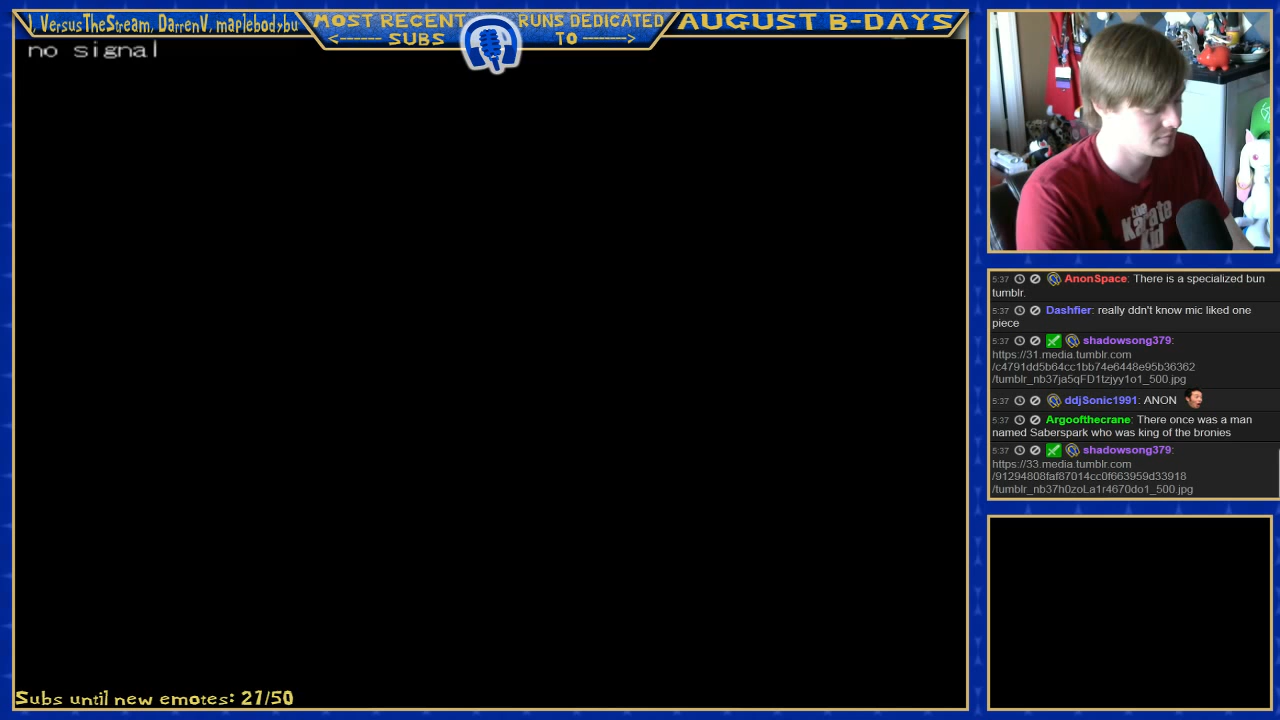 , VersusTheStream, DarrenV, maplebodybu
MOST RECENT
<------ SUBS
RUNS DEDICATED
TO ------->
AUGUST B-DAYS
no signal
the
Karate
Kid
5:37 AnonSpace: There is a specialized bun
tumblr.
5:37 Dashfier: really ddn't know mic liked one
piece
5:37 shadowsong379:
https://31.media.tumblr.com
/c4791dd5b64cc1bb74e6448e95b36362
/tumblr_nb37ja5qFD1tzjyy1o1_500.jpg
5:37 ddjSonic1991: ANON
5:37 Argoofthecrane: There once was a man
named Saberspark who was king of the bronies
5:37 shadowsong379:
https://33.media.tumblr.com
/91294808faf87014cc0f663959d33918
/tumblr_nb37h0zoLa1r4670do1_500.jpg
Subs until new emotes: 27/50